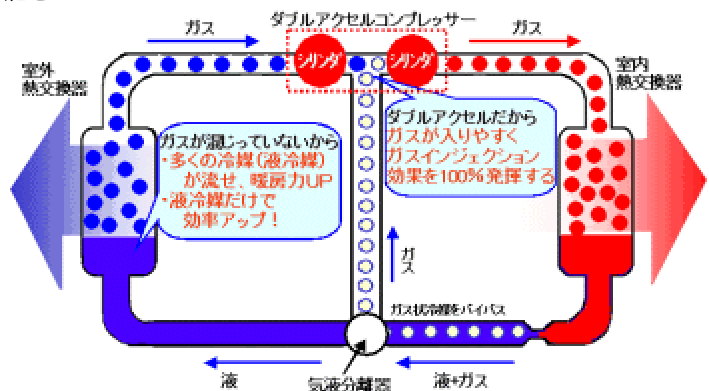 ガス
ダブルアクセルコンプレッサー
ガス
室外
熱交換器
シリンダ
シリンダ
室内
熱交換器
ガスが混じっていないから
・多くの冷媒(液冷媒)
が流せ、暖房力UP
・液冷媒だけで
効率アップ!
ダブルアクセルだから
ガスが入りやすく
ガスインジェクション
効果を100%発揮する
ガス
ガス状冷媒をバイパス
液
気液分離器
液+ガス